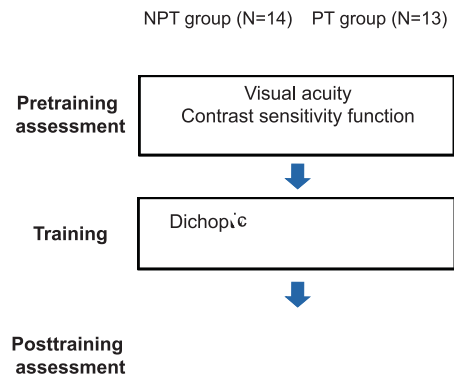 NPT group (N=14) PT group (N=13)
Pretraining
assessment
Visual acuity
Contrast sensitivity function
Training
Posttraining
assessment